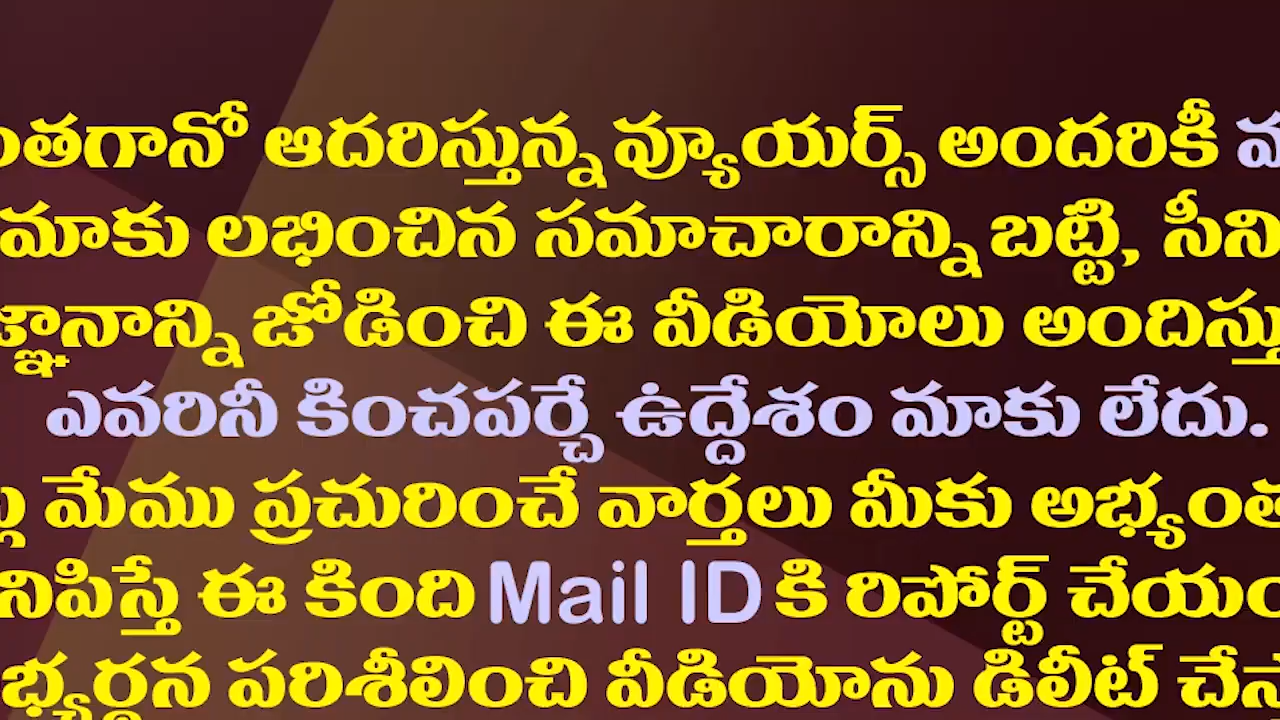 ఆదరిస్తున్న వ్యూయర్స్ అందరికీ
మాకు లభించిన సమాచారాన్ని బట్టి,
జోడించి ఈ వీడియోలు
ఎవరినీ కించపర్చే ఉద్దేశం మాకు లేదు.
మేము ప్రచురించే వార్తలు మీకు
ఈ కింది Mail ID కి రిపోర్ట్
పరిశీలించి వీడియోను డిలీట్